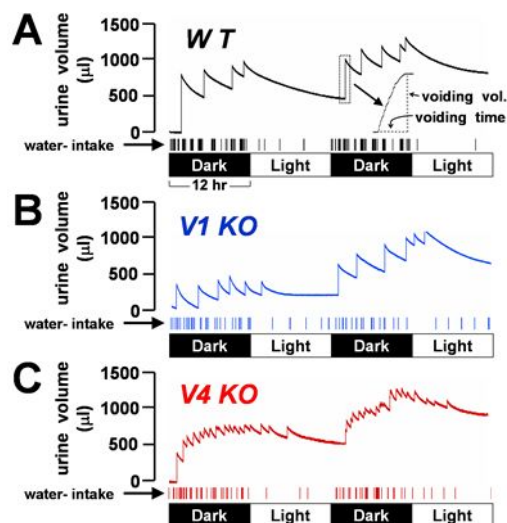 A
WT
urine volume
(µl)
1500
1000
500
0
voiding vol.
voiding time
water- intake
Dark
Light
Dark
Light
12 hr
B
V1 KO
urine volume
(µl)
1500
1000
500
0
water- intake
Dark
Light
Dark
Light
C
V4 KO
urine volume
(µl)
1500
1000
500
0
water- intake
Dark
Light
Dark
Light